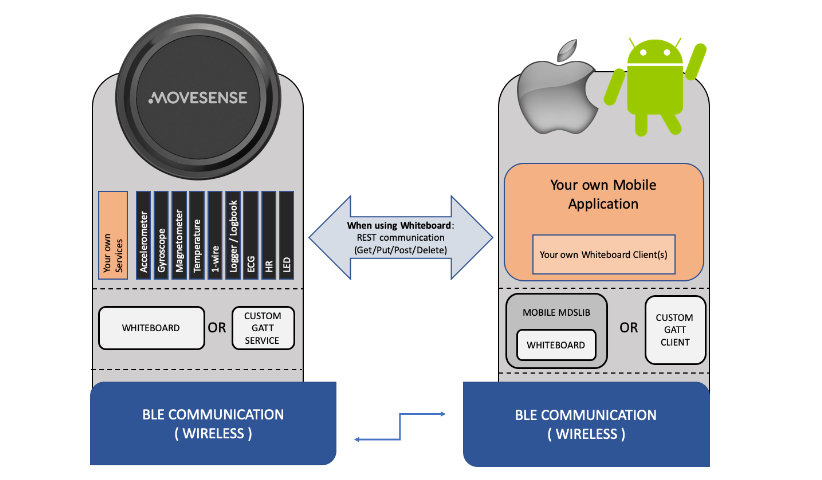 MOVESENSE
Your own
Services
Accelerometer
Gyroscope
Magnetometer
Temperature
1-wire
Logger / Logbook
ECG
HR
LED
WHITEBOARD
OR
CUSTOM
GATT
SERVICE
BLE COMMUNICATION
( WIRELESS )
When using Whiteboard:
REST communication
(Get/Put/Post/Delete)
Your own Mobile
Application
Your own Whiteboard Client(s)
MOBILE MDSLIB
WHITEBOARD
OR
CUSTOM
GATT
CLIENT
BLE COMMUNICATION
( WIRELESS )